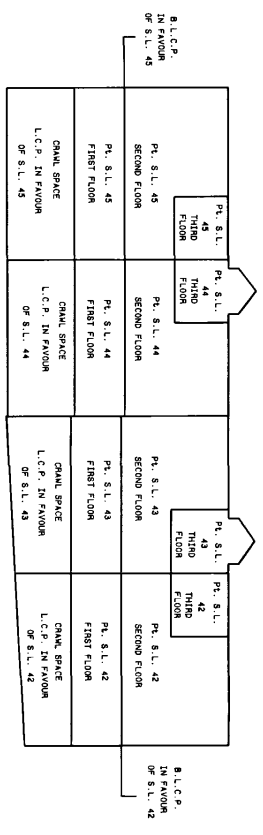 B.L.C.P.
IN FAVOUR
OF S.L. 45
Pt. S.L.
45
THIRD
FLOOR
Pt. S.L. 45
SECOND FLOOR
Pt. S.L. 45
FIRST FLOOR
CRAWL SPACE
L.C.P. IN FAVOUR
OF S.L. 45
Pt. S.L.
44
THIRD
FLOOR
Pt. S.L. 44
SECOND FLOOR
Pt. S.L. 44
FIRST FLOOR
CRAWL SPACE
L.C.P. IN FAVOUR
OF S.L. 44
Pt. S.L.
43
THIRD
FLOOR
Pt. S.L. 43
SECOND FLOOR
Pt. S.L. 43
FIRST FLOOR
CRAWL SPACE
L.C.P. IN FAVOUR
OF S.L. 43
Pt. S.L.
42
THIRD
FLOOR
Pt. S.L. 42
SECOND FLOOR
Pt. S.L. 42
FIRST FLOOR
CRAWL SPACE
L.C.P. IN FAVOUR
OF S.L. 42
B.L.C.P.
IN FAVOUR
OF S.L. 42